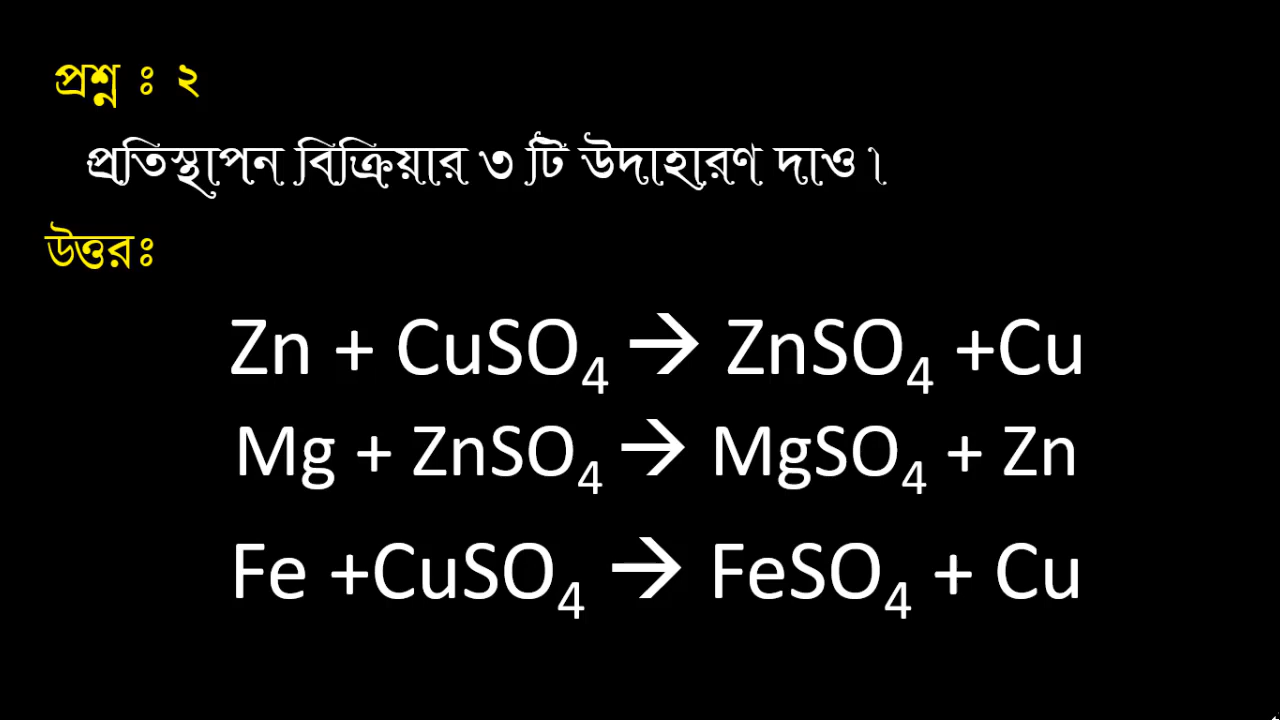 প্রশ্ন ঃ ২
প্রতিস্থাপন বিক্রিয়ার ৩ টি উদাহারণ দাও।
উত্তরঃ
Zn + CuSO₄ → ZnSO₄ +Cu
Mg + ZnSO₄ → MgSO₄ + Zn
Fe +CuSO₄ → FeSO₄ + Cu